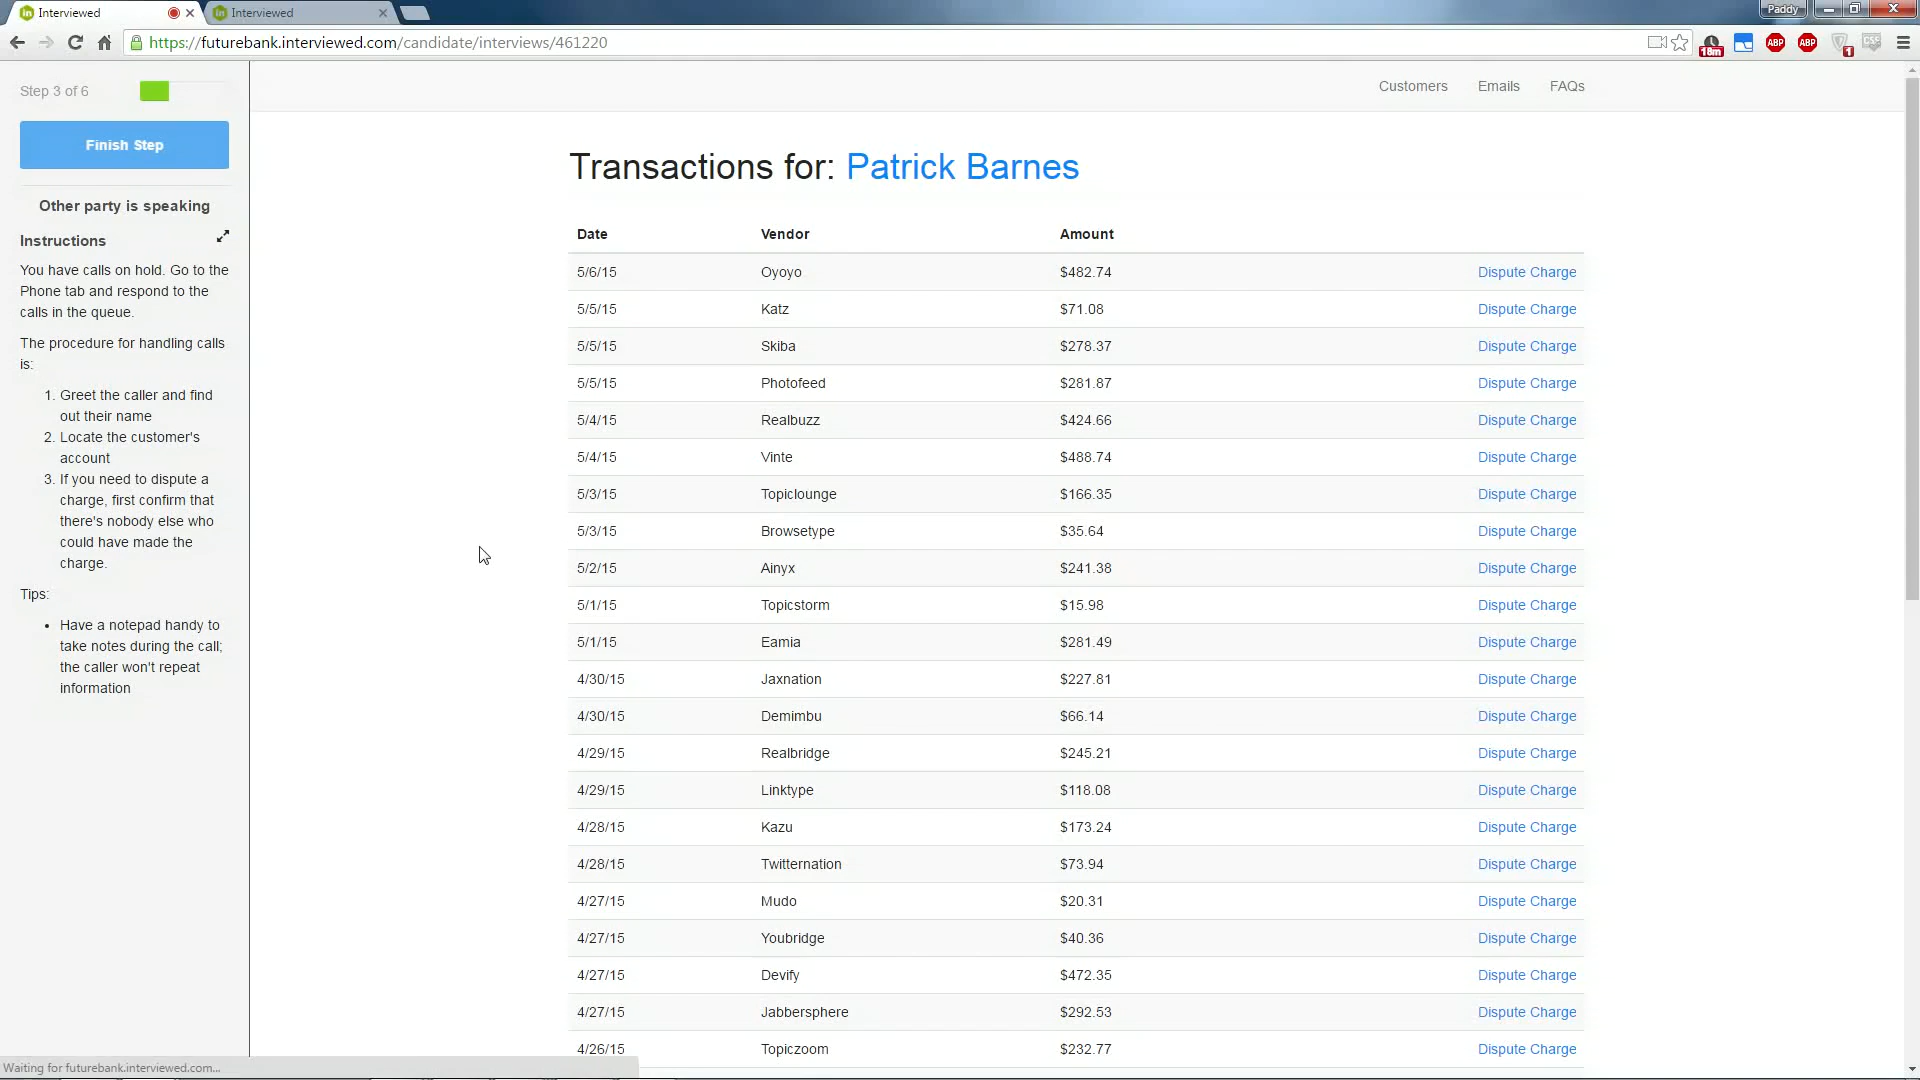 Interviewed
Interviewed
Paddy
https://futurebank.interviewed.com/candidate/interviews/461220
18m
ABP
ABP
1
Step 3 of 6
Customers
Emails
FAQs
Finish Step
Transactions for: Patrick Barnes
Other party is speaking
Instructions
You have calls on hold. Go to the
Phone tab and respond to the
calls in the queue.
The procedure for handling calls
is:
1. Greet the caller and find
out their name
2. Locate the customer's
account
3. If you need to dispute a
charge, first confirm that
there's nobody else who
could have made the
charge.
Tips:
• Have a notepad handy to
take notes during the call;
the caller won't repeat
information
Date Vendor Amount
5/6/15 Oyoyo $482.74 Dispute Charge
5/5/15 Katz $71.08 Dispute Charge
5/5/15 Skiba $278.37 Dispute Charge
5/5/15 Photofeed $281.87 Dispute Charge
5/4/15 Realbuzz $424.66 Dispute Charge
5/4/15 Vinte $488.74 Dispute Charge
5/3/15 Topiclounge $166.35 Dispute Charge
5/3/15 Browsetype $35.64 Dispute Charge
5/2/15 Ainyx $241.38 Dispute Charge
5/1/15 Topicstorm $15.98 Dispute Charge
5/1/15 Eamia $281.49 Dispute Charge
4/30/15 Jaxnation $227.81 Dispute Charge
4/30/15 Demimbu $66.14 Dispute Charge
4/29/15 Realbridge $245.21 Dispute Charge
4/29/15 Linktype $118.08 Dispute Charge
4/28/15 Kazu $173.24 Dispute Charge
4/28/15 Twitternation $73.94 Dispute Charge
4/27/15 Mudo $20.31 Dispute Charge
4/27/15 Youbridge $40.36 Dispute Charge
4/27/15 Devify $472.35 Dispute Charge
4/27/15 Jabbersphere $292.53 Dispute Charge
4/26/15 Topiczoom $232.77 Dispute Charge
Waiting for futurebank.interviewed.com...